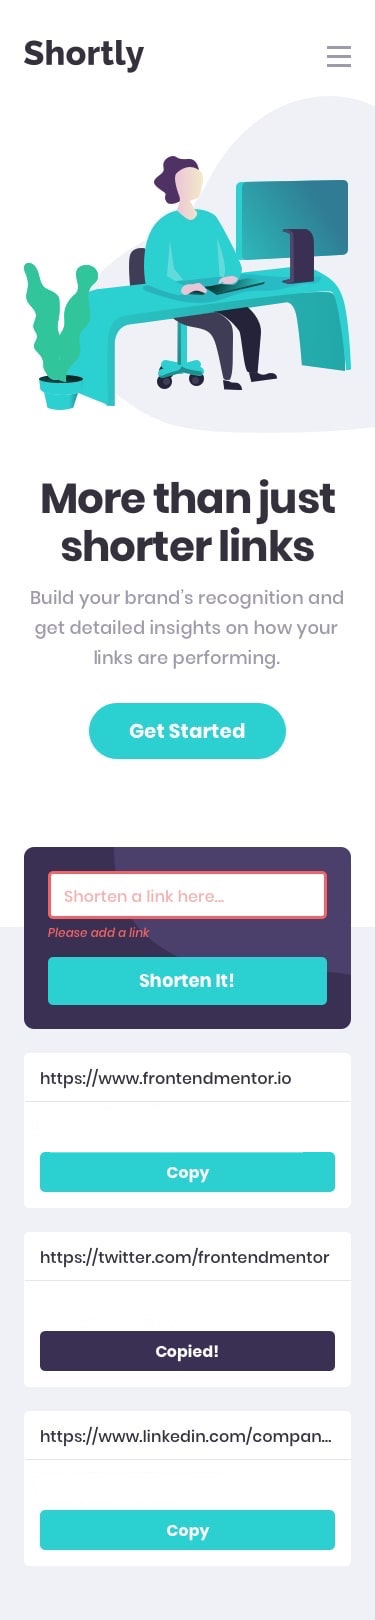 Shortly
More than just
shorter links
Build your brand's recognition and
get detailed insights on how your
links are performing.
Get Started
Shorten a link here...
Please add a link
Shorten It!
https://www.frontendmentor.io
Copy
https://twitter.com/frontendmentor
Copied!
https://www.linkedin.com/compan...
Copy